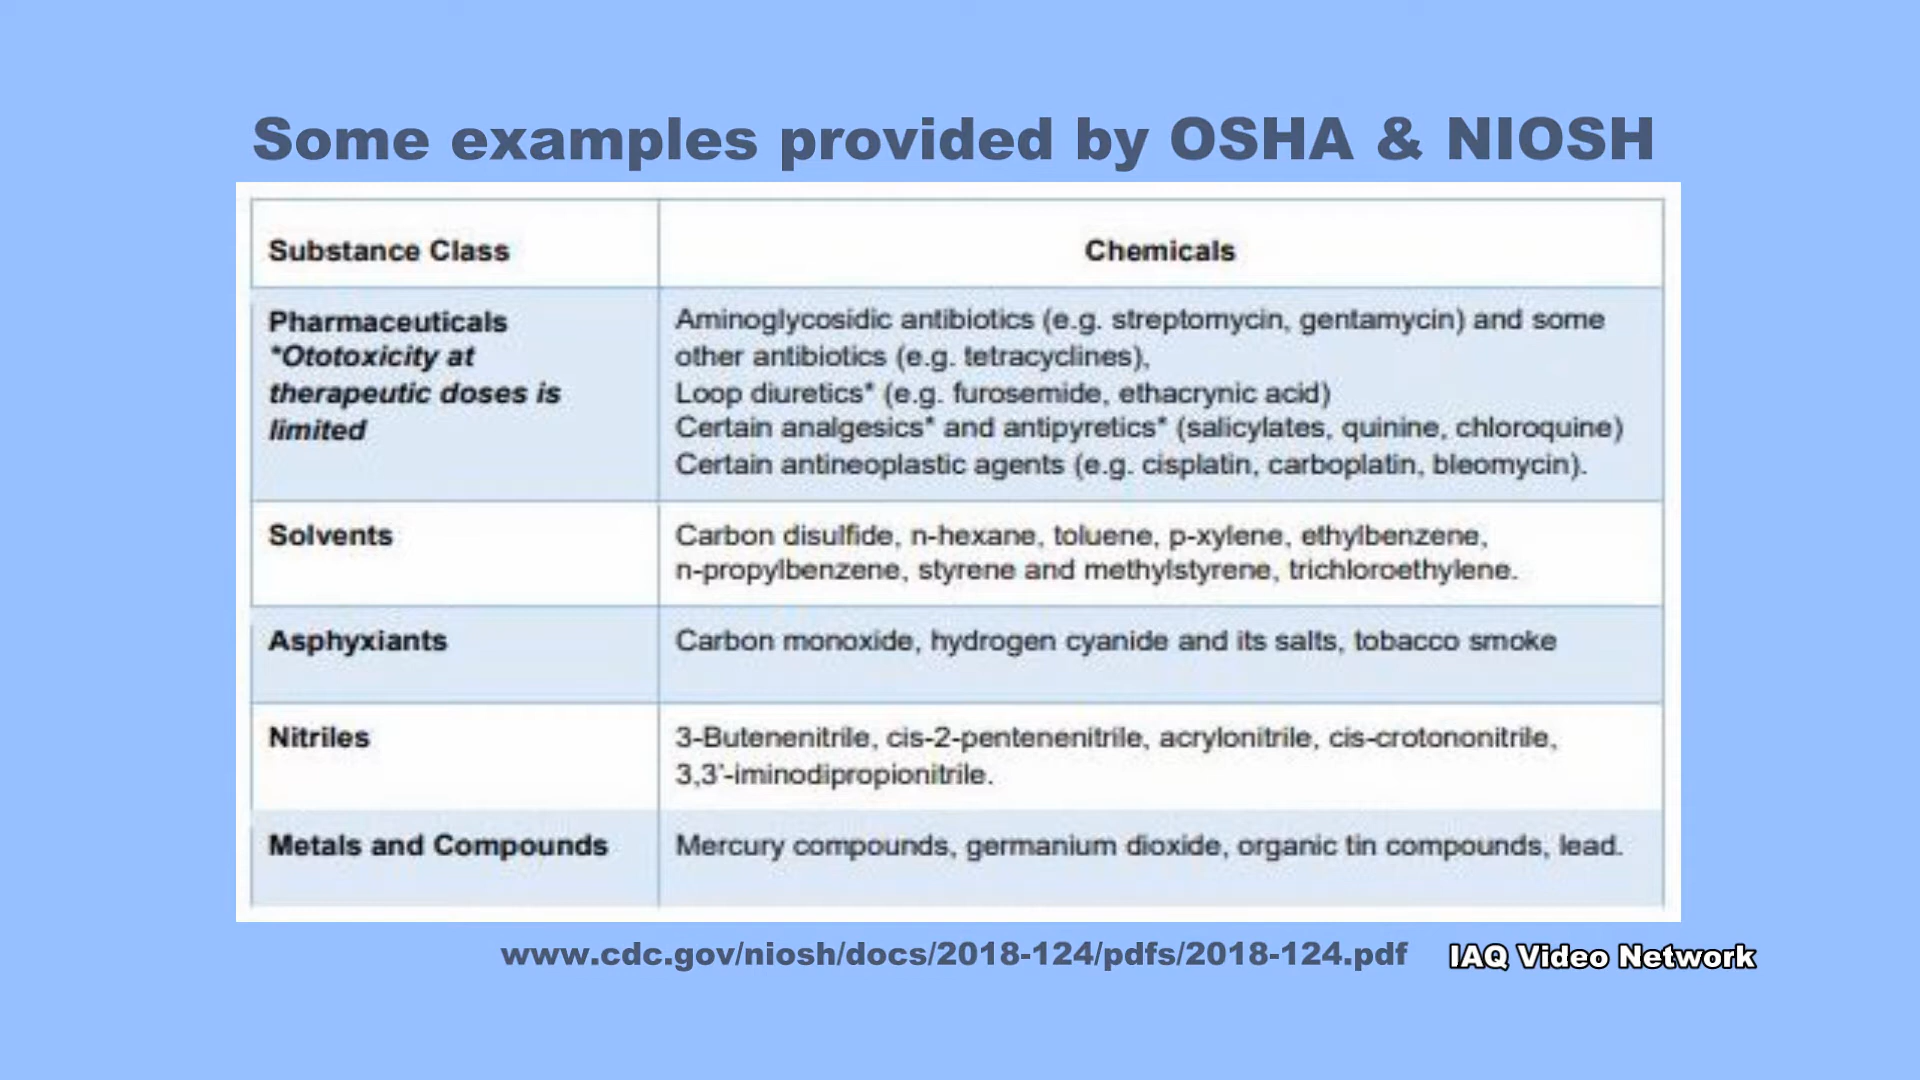 Some examples provided by OSHA & NIOSH
Substance Class
Chemicals
Pharmaceuticals
*Ototoxicity at
therapeutic doses is
limited
Aminoglycosidic antibiotics (e.g. streptomycin, gentamycin) and some
other antibiotics (e.g. tetracyclines),
Loop diuretics* (e.g. furosemide, ethacrynic acid)
Certain analgesics* and antipyretics* (salicylates, quinine, chloroquine)
Certain antineoplastic agents (e.g. cisplatin, carboplatin, bleomycin).
Solvents
Carbon disulfide, n-hexane, toluene, p-xylene, ethylbenzene,
n-propylbenzene, styrene and methylstyrene, trichloroethylene.
Asphyxiants
Carbon monoxide, hydrogen cyanide and its salts, tobacco smoke
Nitriles
3-Butenenitrile, cis-2-pentenenitrile, acrylonitrile, cis-crotononitrile,
3,3'-iminodipropionitrile.
Metals and Compounds
Mercury compounds, germanium dioxide, organic tin compounds, lead.
www.cdc.gov/niosh/docs/2018-124/pdfs/2018-124.pdf
IAQ Video Network